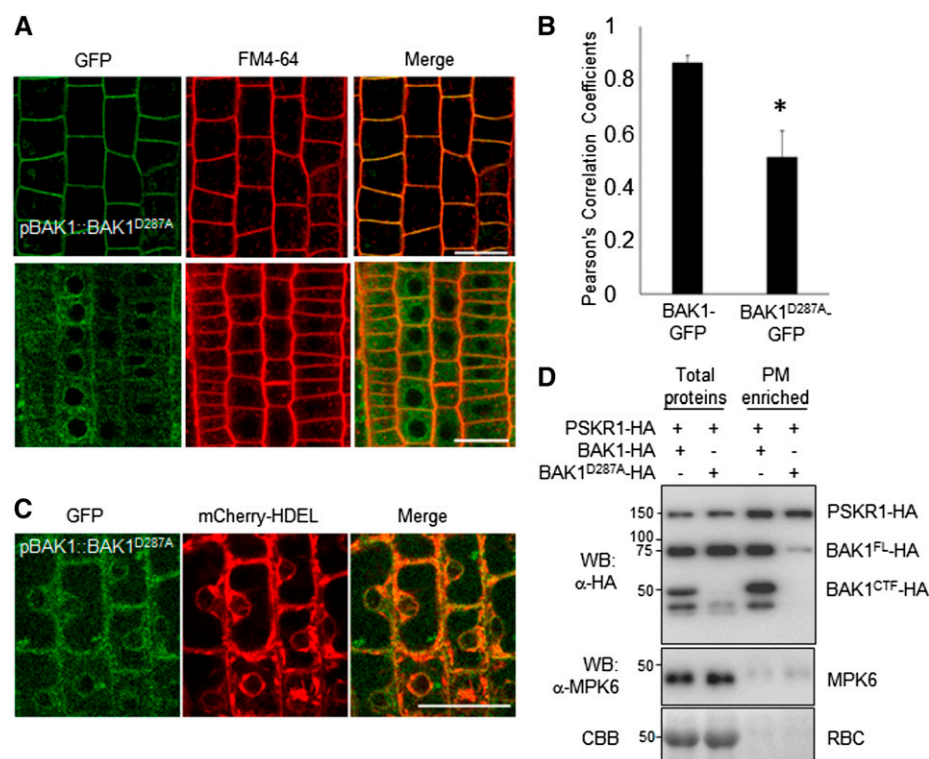 A
GFP FM4-64 Merge
pBAK1::BAK1D287A
B
Pearson's Correlation Coefficients
1
0.8
0.6
0.4
0.2
0
*
BAK1-GFP
BAK1D287A-GFP
C
GFP mCherry-HDEL Merge
pBAK1::BAK1D287A
D
Total proteins PM enriched
PSKR1-HA + + + +
BAK1-HA + - + -
BAK1D287A-HA - + - +
WB: α-HA
150
100
75
50
PSKR1-HA
BAK1FL-HA
BAK1CTF-HA
WB: α-MPK6
50
MPK6
CBB
50
RBC